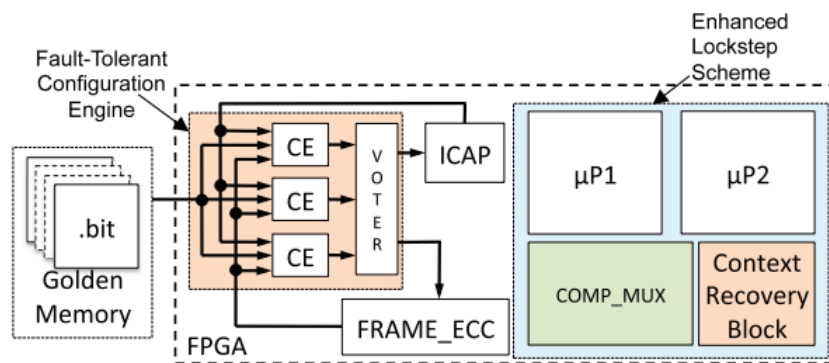 Fault-Tolerant
Configuration
Engine
Enhanced
Lockstep
Scheme
.bit
Golden
Memory
CE
CE
CE
VOTER
ICAP
FRAME_ECC
FPGA
μP1
μP2
COMP_MUX
Context
Recovery
Block